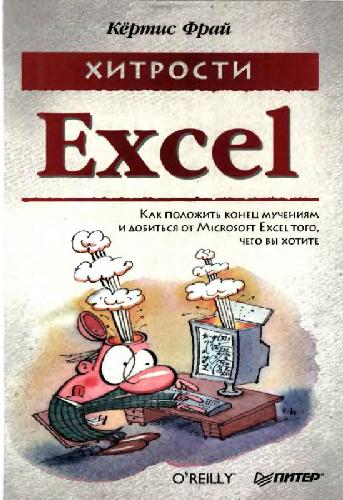 Кёртис Фрай
ХИТРОСТИ
Excel
Как положить конец мучениям
и добиться от Microsoft Excel того,
чего вы хотите
O'REILLY®
ПИТЕР®